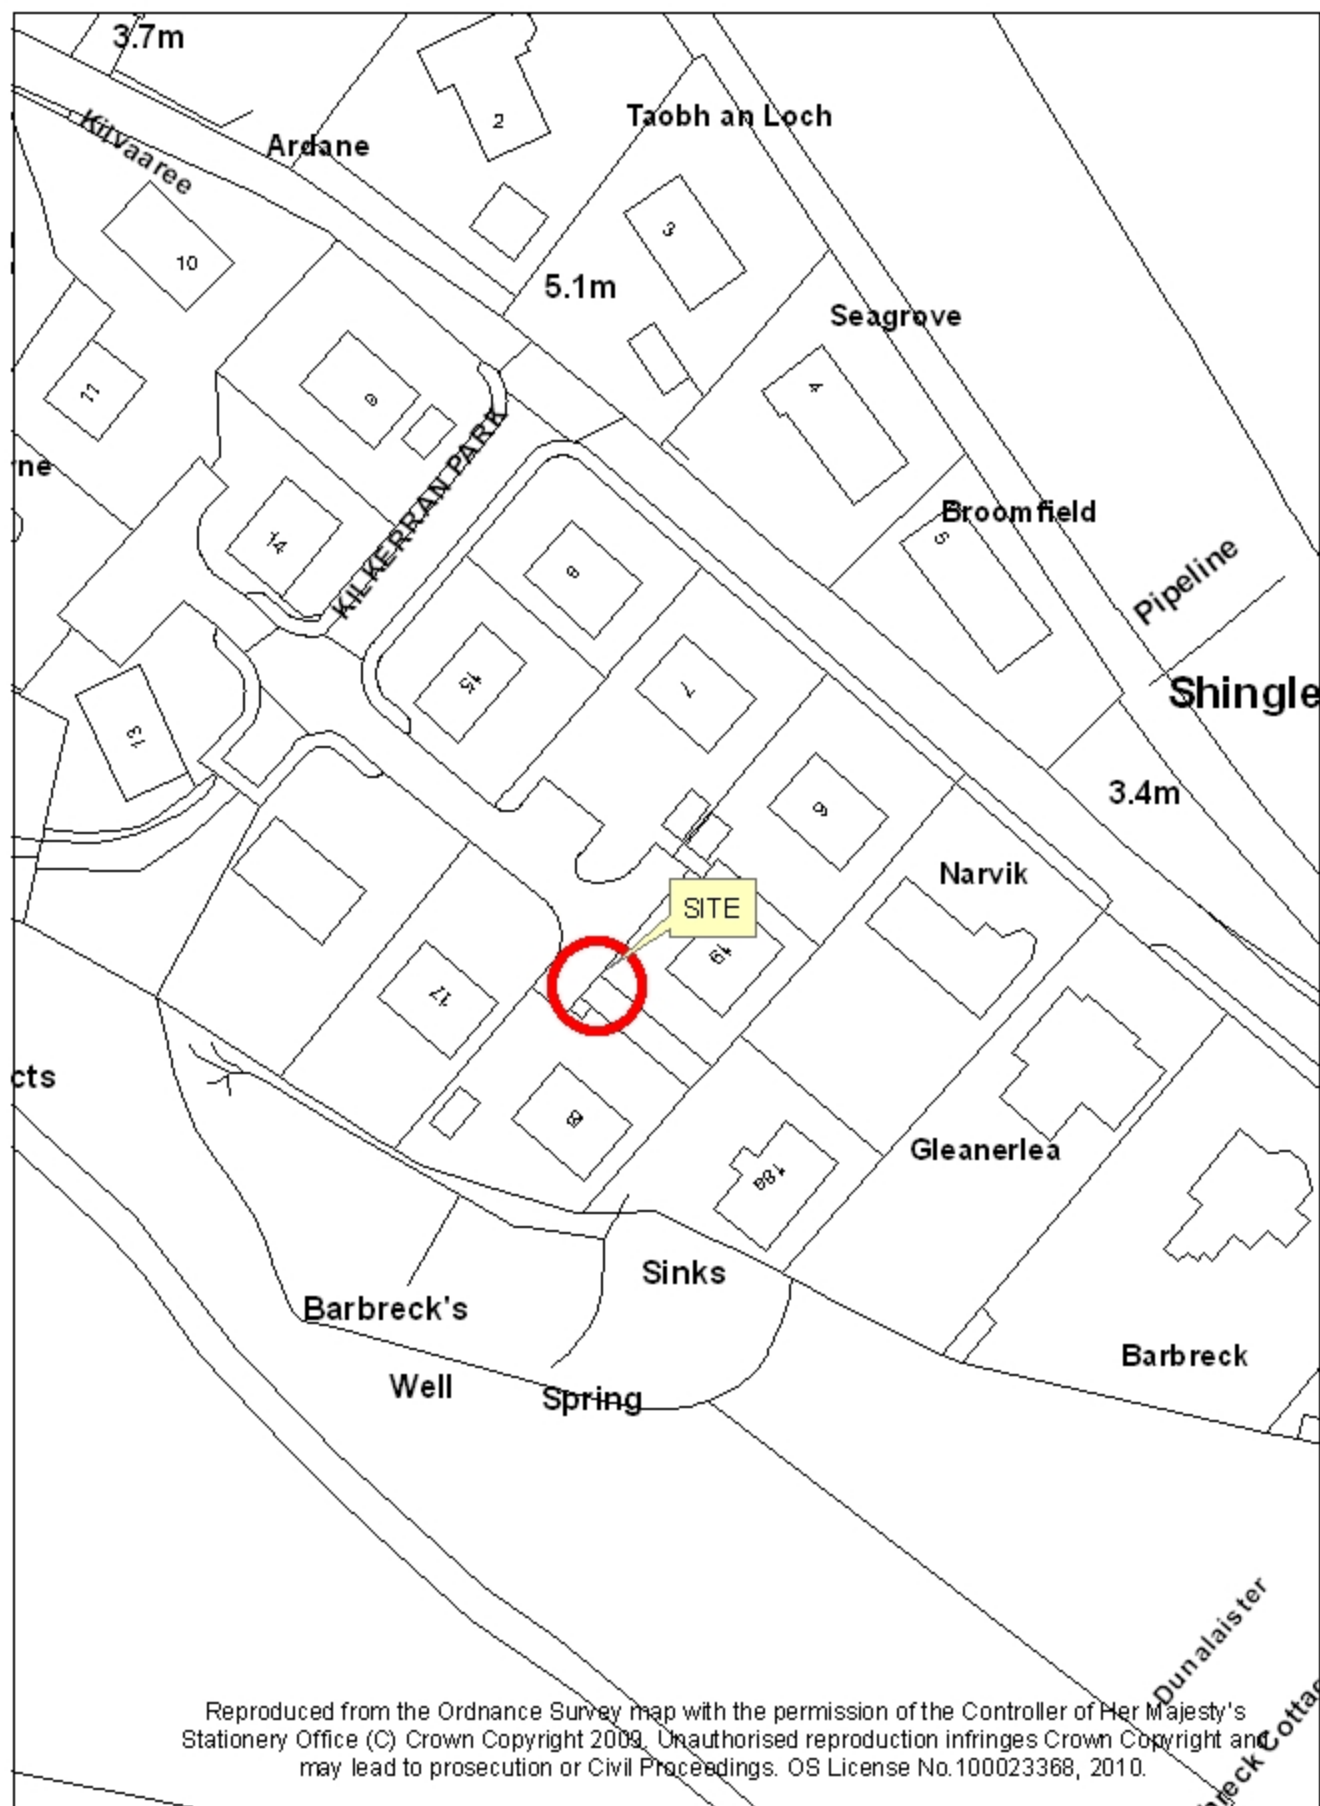 3.7m
Kilvaaree
Ardane
2
Taobh an Loch
10
3
5.1m
Seagrove
11
9
4
KILKERRAN PARK
rne
14
Broomfield
5
8
Pipeline
15
7
Shingle
13
6
3.4m
Narvik
SITE
19
17
cts
18
18a
Gleanerlea
Sinks
Barbreck's
Barbreck
Well
Spring
Dunalaister
breck Cottag
Reproduced from the Ordnance Survey map with the permission of the Controller of Her Majesty's
Stationery Office (C) Crown Copyright 2009. Unauthorised reproduction infringes Crown Copyright and
may lead to prosecution or Civil Proceedings. OS License No.100023368, 2010.